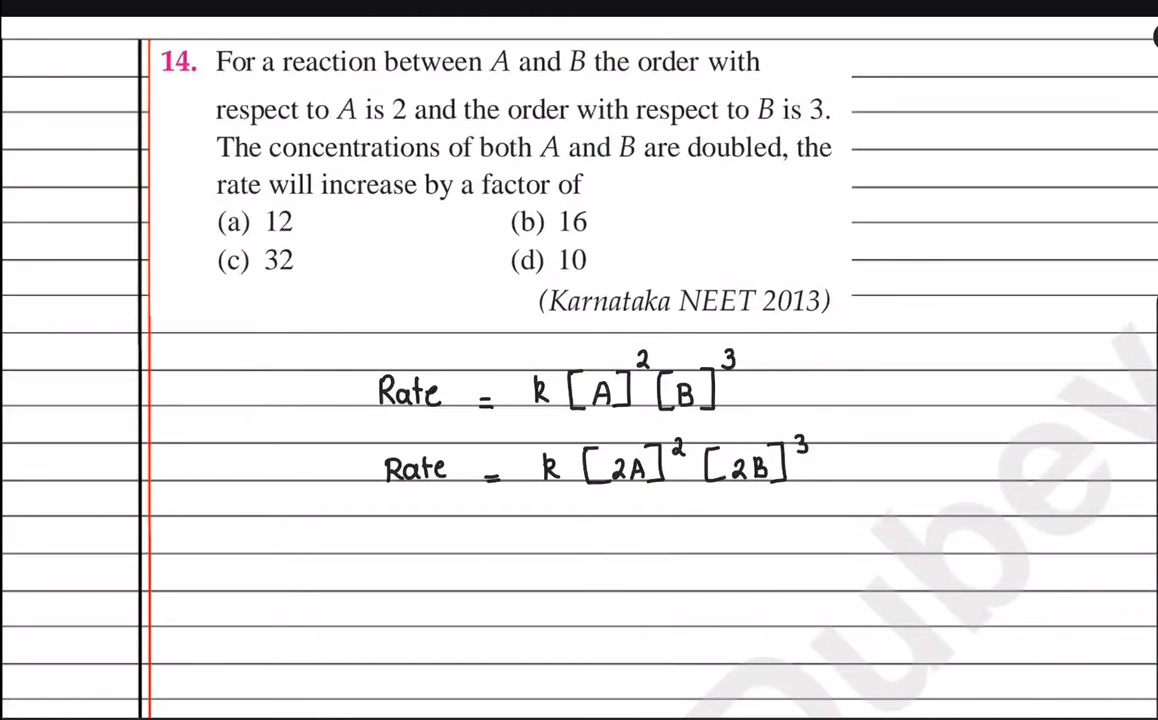 14. For a reaction between A and B the order with
respect to A is 2 and the order with respect to B is 3.
The concentrations of both A and B are doubled, the
rate will increase by a factor of
(a) 12 (b) 16
(c) 32 (d) 10
(Karnataka NEET 2013)
Rate = k [A]² [B]³
Rate = k [2A]² [2B]³
Dubey